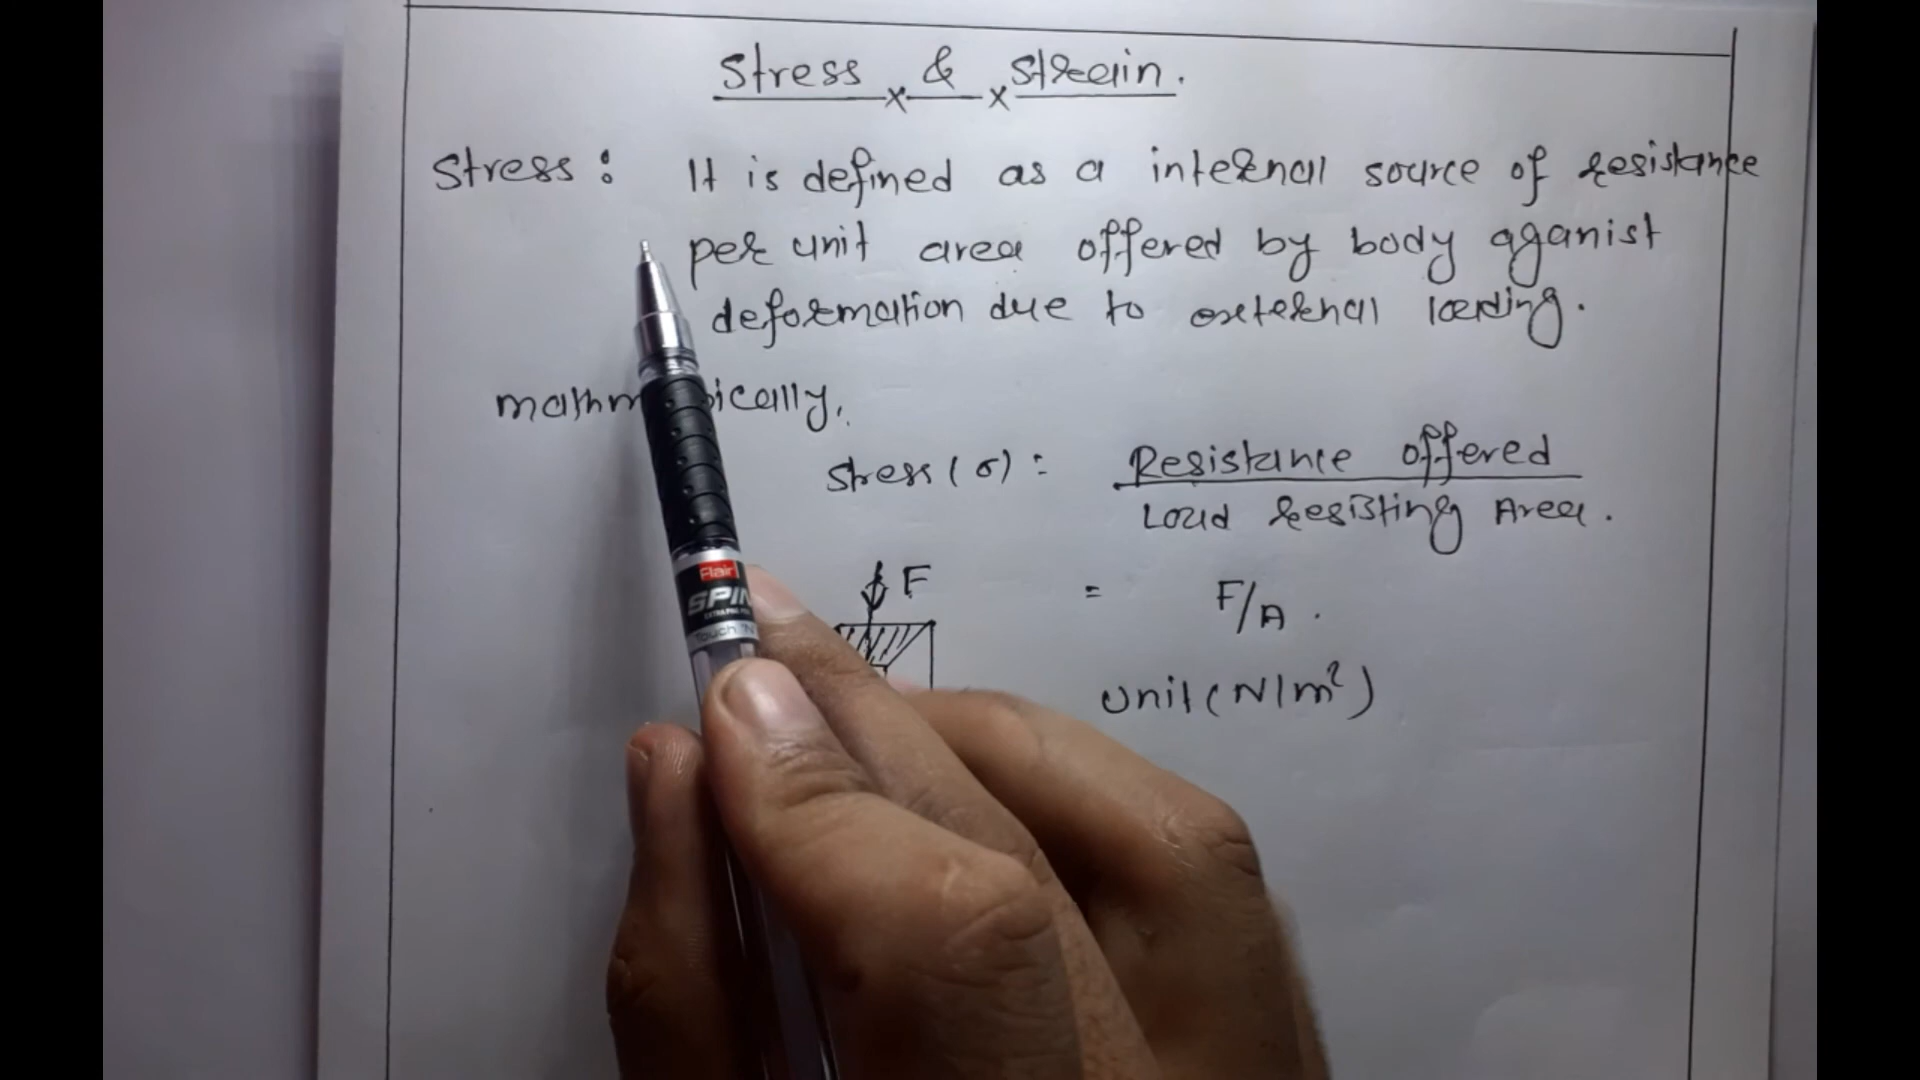 Stress & Strain.
Stress: It is defined as a internal source of resistance
per unit area offered by body aganist
deformation due to external loading.
stress (σ) = Resistance offered
Load resisting Area.
F
= F/A.
Unit (N/m²)
Flair
SPIN
Touch 'N